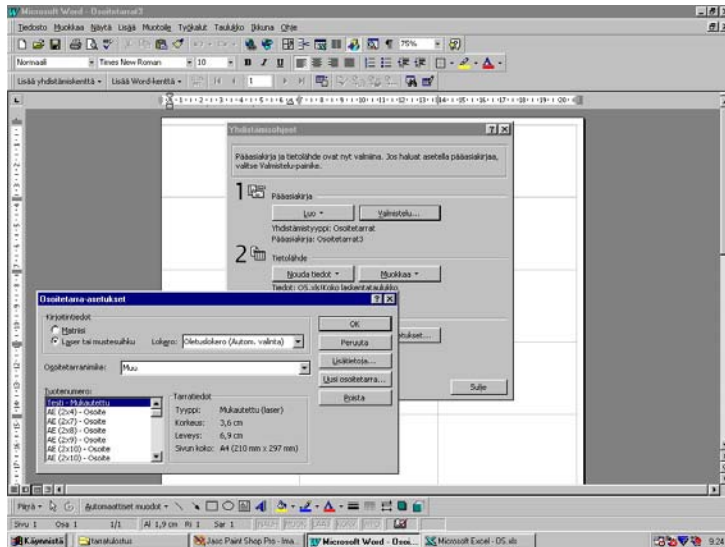 Microsoft Word - Osoitetarrat3
Tiedosto Muokkaa Näytä Lisää Muotoile Työkalut Taulukko Ikkuna Ohje
75%
Normaali Times New Roman 10 B I U
Lisää yhdistämiskenttä Lisää Word-kenttä 1
Yhdistämisohjeet
Pääasiakirja ja tietolähde ovat nyt valmiina. Jos haluat asetella pääasiakirjaa,
valitse Valmistelu-painike.
1 Pääasiakirja
Luo Valmistelu...
Yhdistämistyyppi: Osoitetarrat
Pääasiakirja: Osoitetarrat3
2 Tietolähde
Nouda tiedot Muokkaa
Tiedot: OS.xls!Koko laskentataulukko
Sulje
Osoitetarra-asetukset
Kirjoitintiedot
Matriisi
Laser tai mustesuihku Lokero: Oletuslokero (Autom. valinta)
Osoitetarranimike: Muu
Tuotenumero:
Testi - Mukautettu
AE (2x4) - Osoite
AE (2x7) - Osoite
AE (2x8) - Osoite
AE (2x9) - Osoite
AE (2x10) - Osoite
AE (2x10) - Osoite
Tarratiedot
Tyyppi: Mukautettu (laser)
Korkeus: 3,6 cm
Leveys: 6,9 cm
Sivun koko: A4 (210 mm x 297 mm)
OK
Peruuta
Lisätietoja...
Uusi osoitetarra...
Poista
Piirrä Automaattiset muodot
Sivu 1 Osa 1 1/1 Al 1,9 cm Ri 1 Sar 1
Käynnistä tarratulostus Jasc Paint Shop Pro - Ima... Microsoft Word - Osoi... Microsoft Excel - OS.xls 9:24